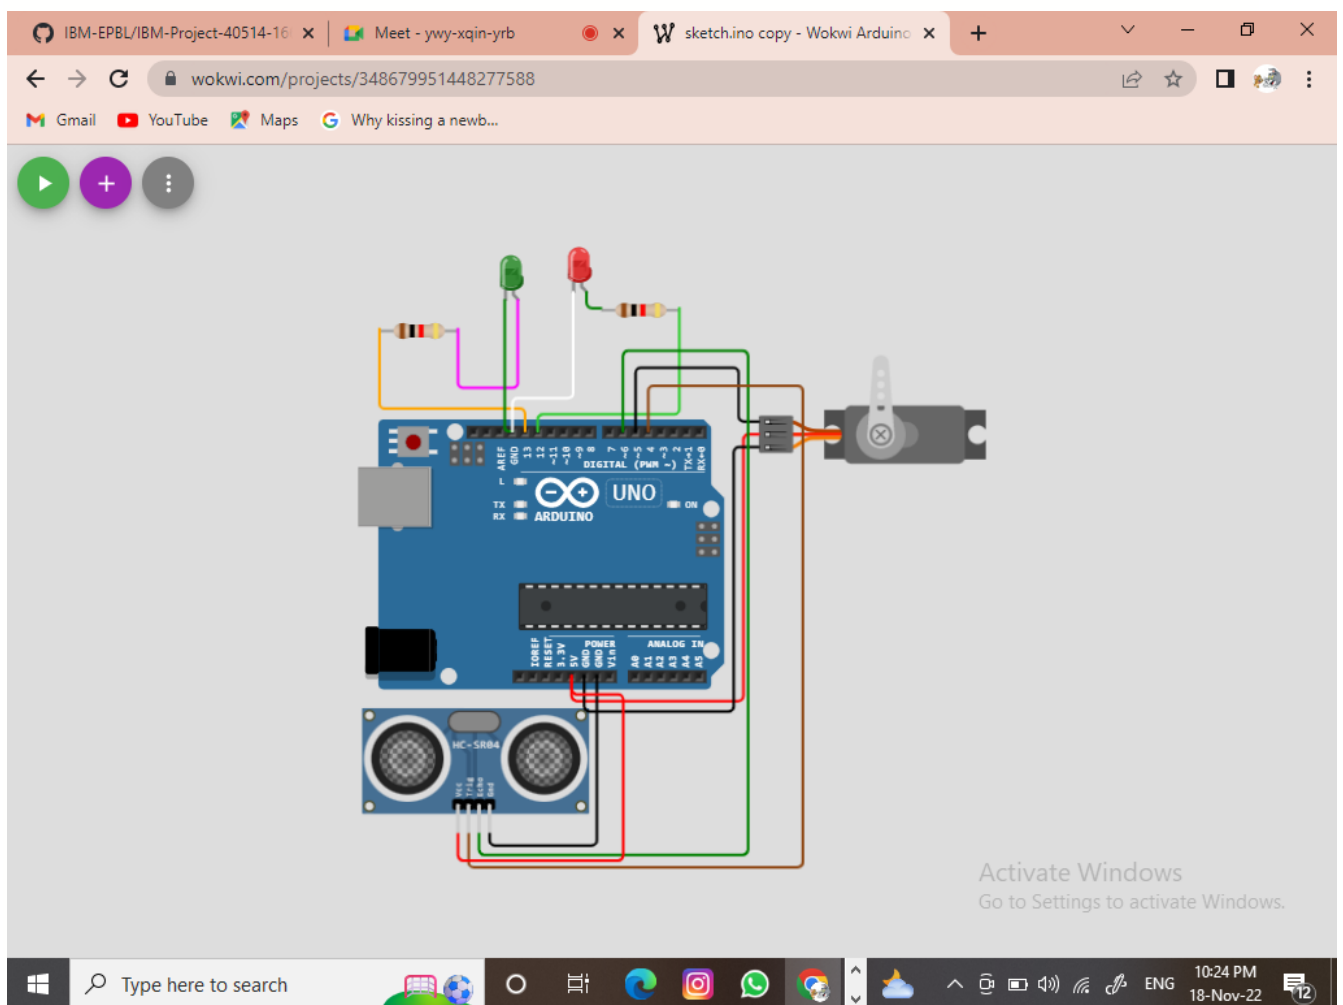 IBM-EPBL/IBM-Project-40514-16
Meet - ywy-xqin-yrb
sketch.ino copy - Wokwi Arduino
wokwi.com/projects/348679951448277588
Gmail
YouTube
Maps
Why kissing a newb...
AREF
GND
13
12
~11
~10
~9
8
7
~6
~5
4
~3
2
TX→1
RX←0
DIGITAL (PWM ~)
L
TX
RX
ARDUINO
UNO
ON
IOREF
RESET
3.3V
5V
GND
GND
Vin
POWER
ANALOG IN
A0
A1
A2
A3
A4
A5
HC-SR04
Vcc
Trig
Echo
Gnd
Activate Windows
Go to Settings to activate Windows.
Type here to search
ENG
10:24 PM
18-Nov-22
12